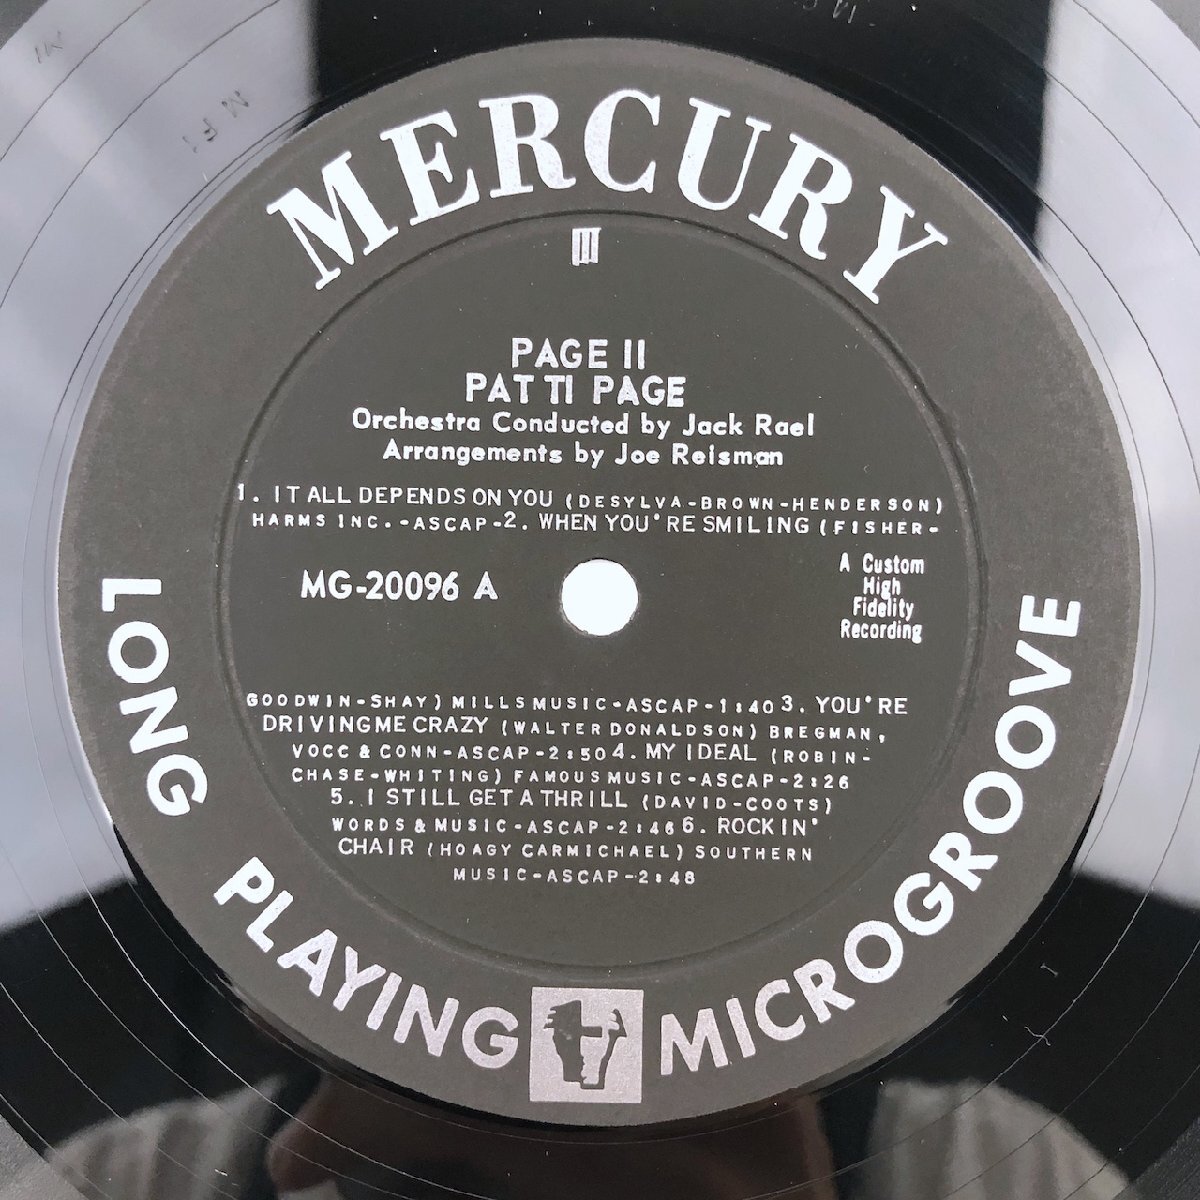 MERCURY
III
PAGE II
PATTI PAGE
Orchestra Conducted by Jack Rael
Arrangements by Joe Reisman
1. IT ALL DEPENDS ON YOU (DESYLVA-BROWN-HENDERSON)
HARMS INC.-ASCAP-2. WHEN YOU'RE SMILING (FISHER-
MG-20096 A
A Custom
High
Fidelity
Recording
GOODWIN-SHAY) MILLS MUSIC-ASCAP-1:40 3. YOU'RE
DRIVING ME CRAZY (WALTER DONALDSON) BREGMAN,
VOCC & CONN-ASCAP-2:50 4. MY IDEAL (ROBIN-
CHASE-WHITING) FAMOUS MUSIC-ASCAP-2:26
5. I STILL GET A THRILL (DAVID-COOTS)
WORDS & MUSIC-ASCAP-2:46 6. ROCKIN'
CHAIR (HOAGY CARMICHAEL) SOUTHERN
MUSIC-ASCAP-2:48
LONG PLAYING MICROGROOVE